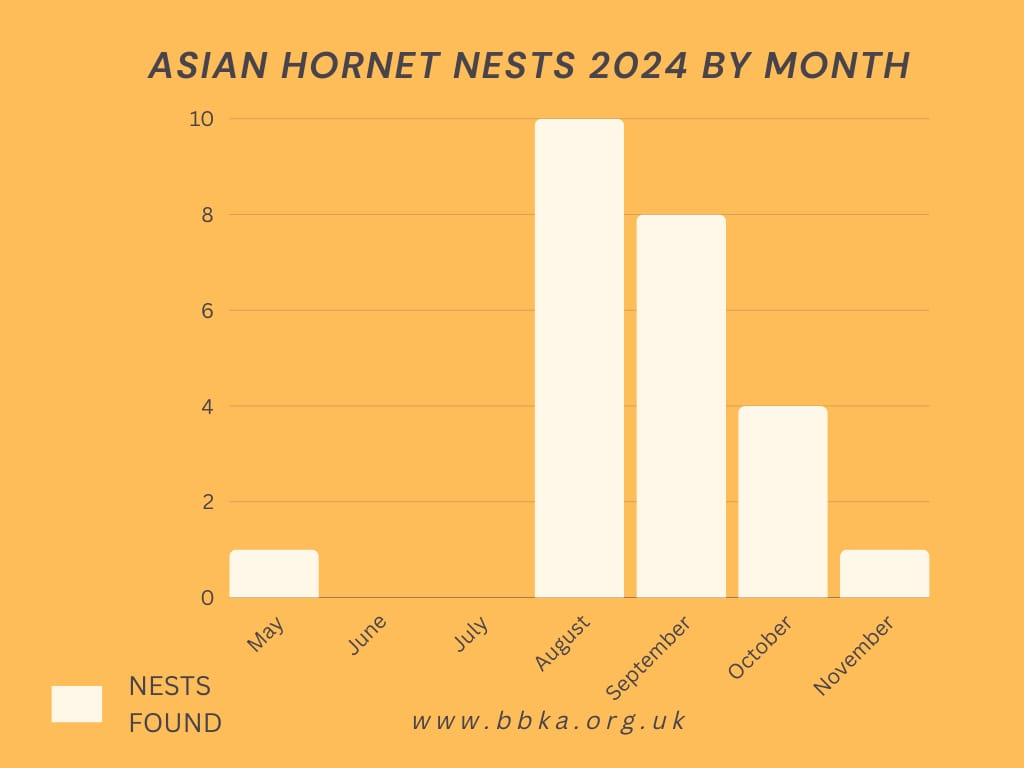 ASIAN HORNET NESTS 2024 BY MONTH
10
8
6
4
2
0
May
June
July
August
September
October
November
NESTS
FOUND
www.bbka.org.uk